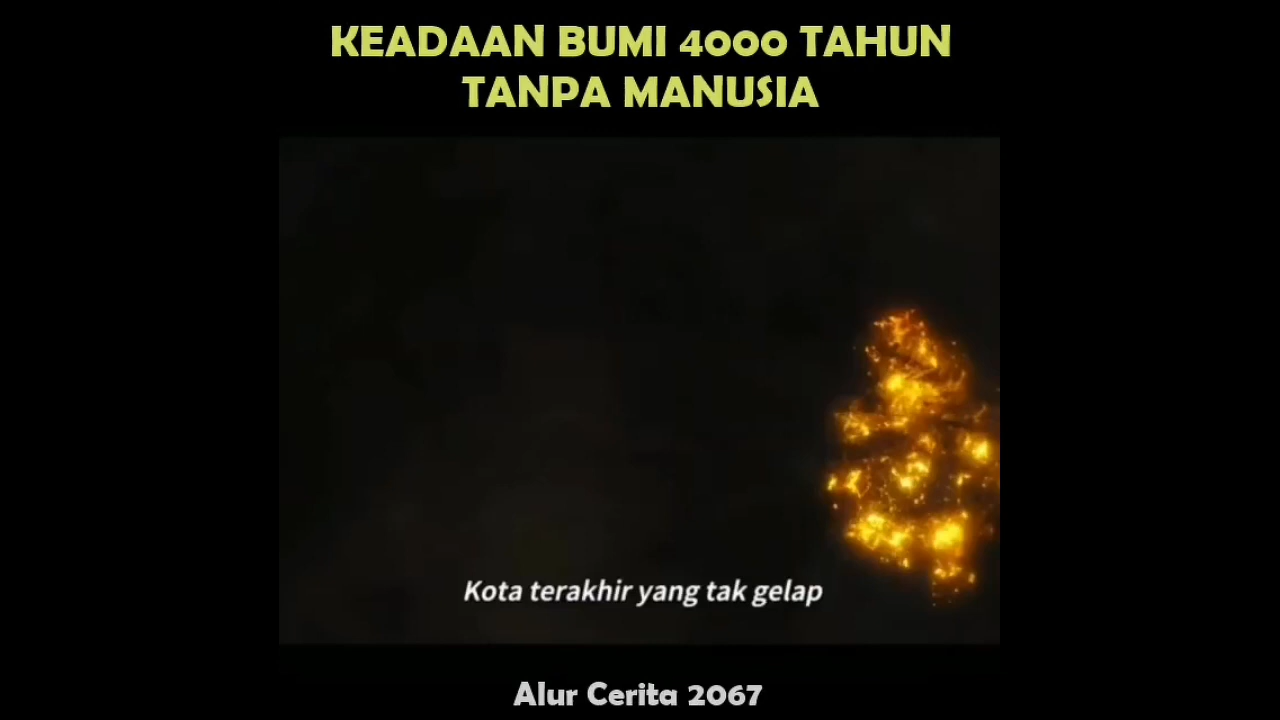 KEADAAN BUMI 4000 TAHUN
TANPA MANUSIA
Kota terakhir yang tak gelap
Alur Cerita 2067